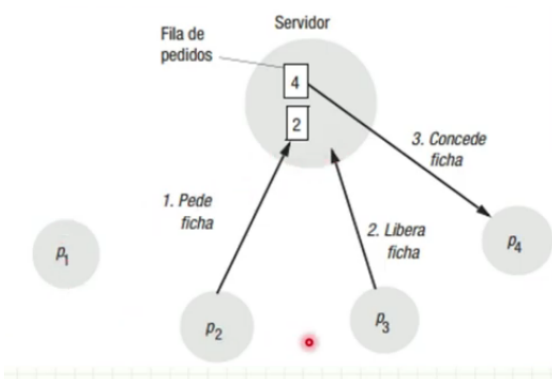 Servidor
Fila de
pedidos
4
2
3. Concede
ficha
1. Pede
ficha
2. Libera
ficha
p1
p2
p3
p4